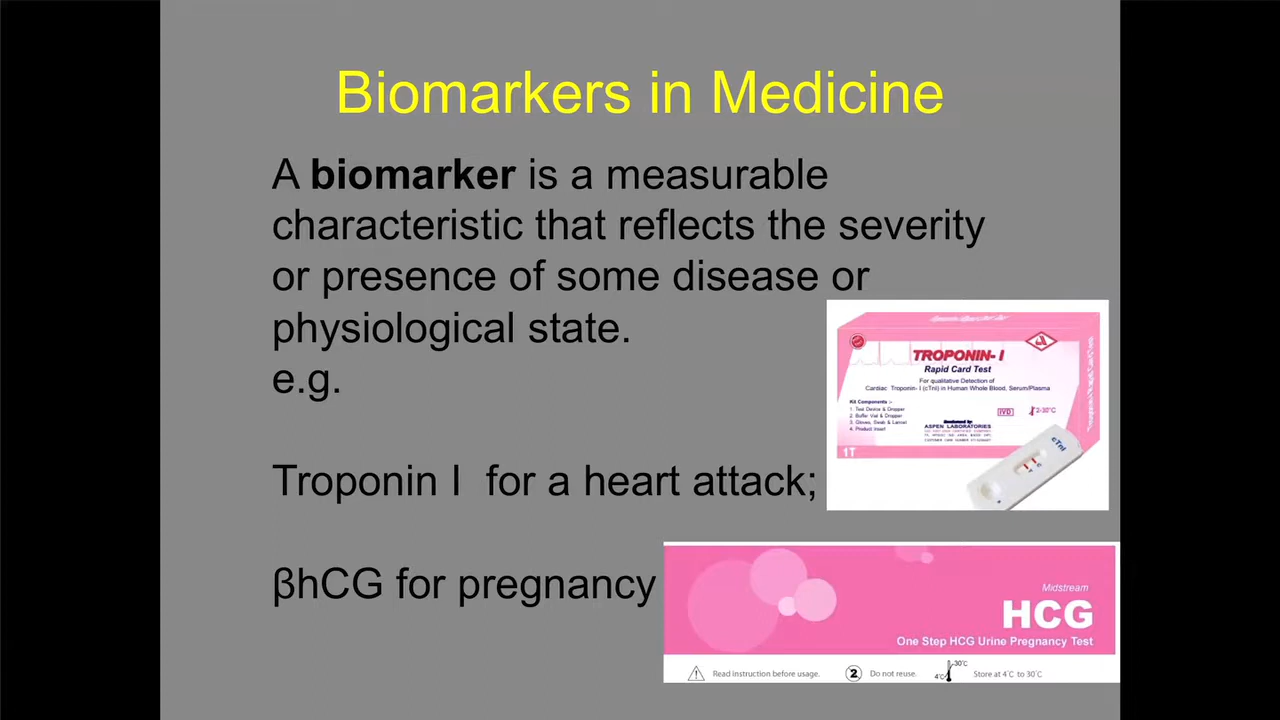 Biomarkers in Medicine
A biomarker is a measurable
characteristic that reflects the severity
or presence of some disease or
physiological state.
e.g.
TROPONIN- I
Rapid Card Test
For qualitative Detection of
Cardiac Troponin- I (cTnI) in Human Whole Blood, Serum/Plasma
Kit Components :-
1. Test Device & Dropper
2. Buffer Vial & Dropper
3. Gloves, Swab & Lancet
4. Product Insert
IVD
2-30°C
ASPEN LABORATORIES
1T
cTnI
C
T
Troponin I for a heart attack;
βhCG for pregnancy
Midstream
HCG
One Step HCG Urine Pregnancy Test
Read instruction before usage.
2
Do not reuse.
4°C
30°C
Store at 4°C to 30°C